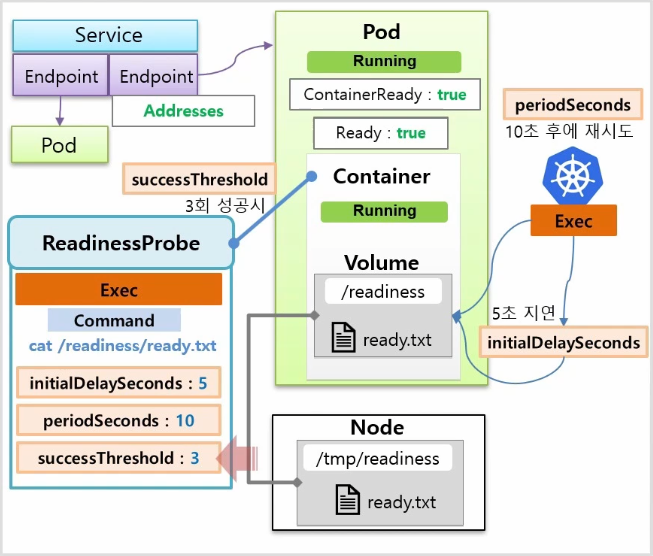 Service
Endpoint
Endpoint
Addresses
Pod
Pod
Running
ContainerReady : true
Ready : true
Container
Running
Volume
/readiness
ready.txt
periodSeconds
10초 후에 재시도
Exec
5초 지연
initialDelaySeconds
successThreshold
3회 성공시
ReadinessProbe
Exec
Command
cat /readiness/ready.txt
initialDelaySeconds : 5
periodSeconds : 10
successThreshold : 3
Node
/tmp/readiness
ready.txt